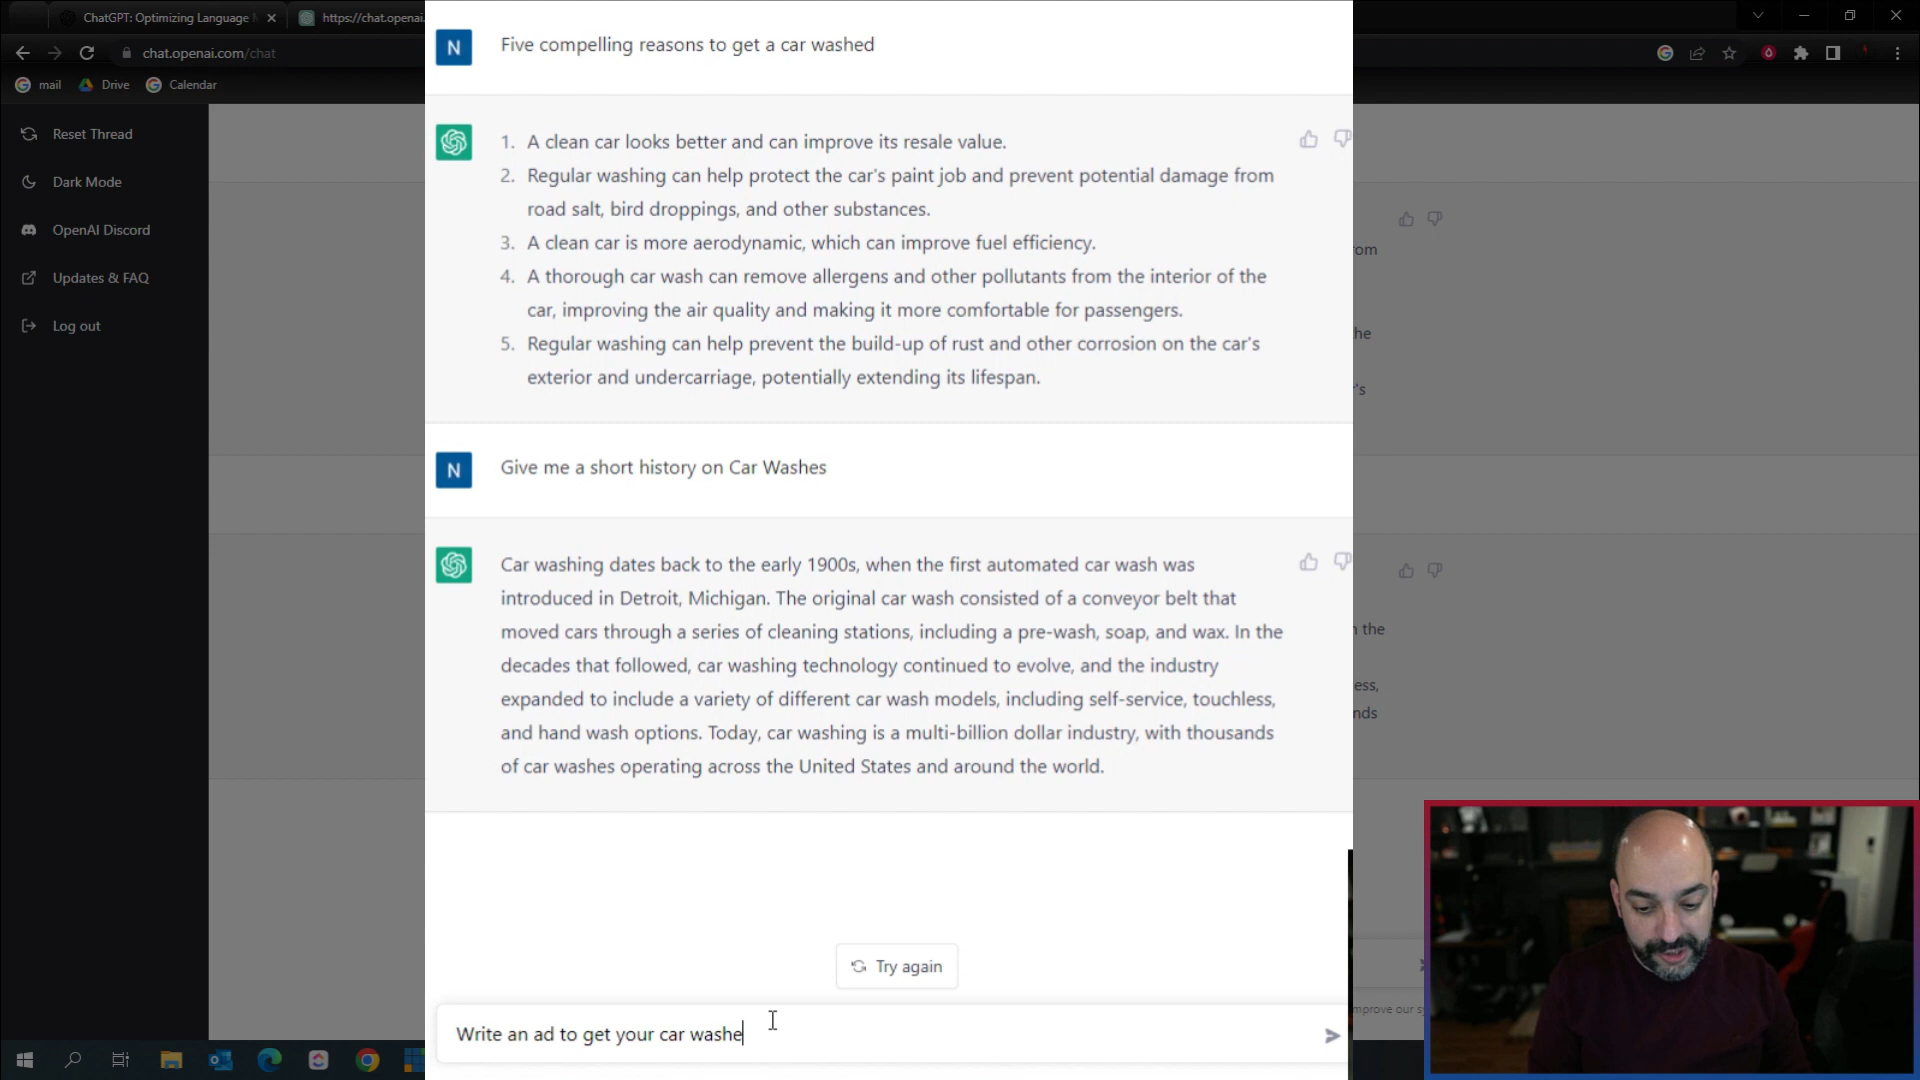 ChatGPT: Optimizing Language M
https://chat.openai.
chat.openai.com/chat
mail
Drive
Calendar
Reset Thread
Dark Mode
OpenAI Discord
Updates & FAQ
Log out
N
Five compelling reasons to get a car washed
1. A clean car looks better and can improve its resale value.
2. Regular washing can help protect the car's paint job and prevent potential damage from
road salt, bird droppings, and other substances.
3. A clean car is more aerodynamic, which can improve fuel efficiency.
4. A thorough car wash can remove allergens and other pollutants from the interior of the
car, improving the air quality and making it more comfortable for passengers.
5. Regular washing can help prevent the build-up of rust and other corrosion on the car's
exterior and undercarriage, potentially extending its lifespan.
N
Give me a short history on Car Washes
Car washing dates back to the early 1900s, when the first automated car wash was
introduced in Detroit, Michigan. The original car wash consisted of a conveyor belt that
moved cars through a series of cleaning stations, including a pre-wash, soap, and wax. In the
decades that followed, car washing technology continued to evolve, and the industry
expanded to include a variety of different car wash models, including self-service, touchless,
and hand wash options. Today, car washing is a multi-billion dollar industry, with thousands
of car washes operating across the United States and around the world.
Try again
Write an ad to get your car washe
om
he
's
n the
ess,
nds
mprove our sy